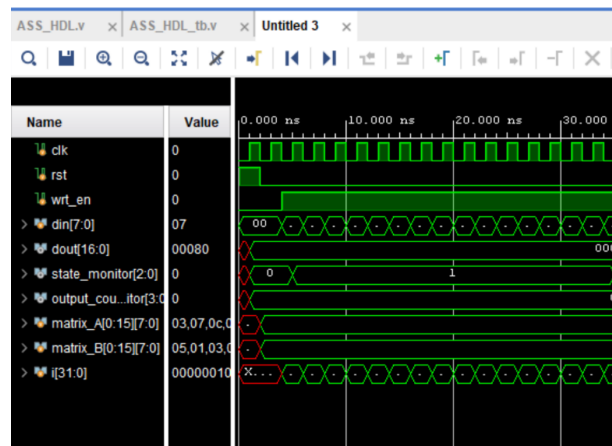 ASS_HDL.v × ASS_HDL_tb.v × Untitled 3 ×
0.000 ns 10.000 ns 20.000 ns 30.000
Name Value
clk 0
rst 0
wrt_en 0
din[7:0] 07 00
dout[16:0] 00080 000
state_monitor[2:0] 0 0 1
output_cou...itor[3:0 0
matrix_A[0:15][7:0] 03,07,0c,0
matrix_B[0:15][7:0] 05,01,03,0
i[31:0] 00000010 X...